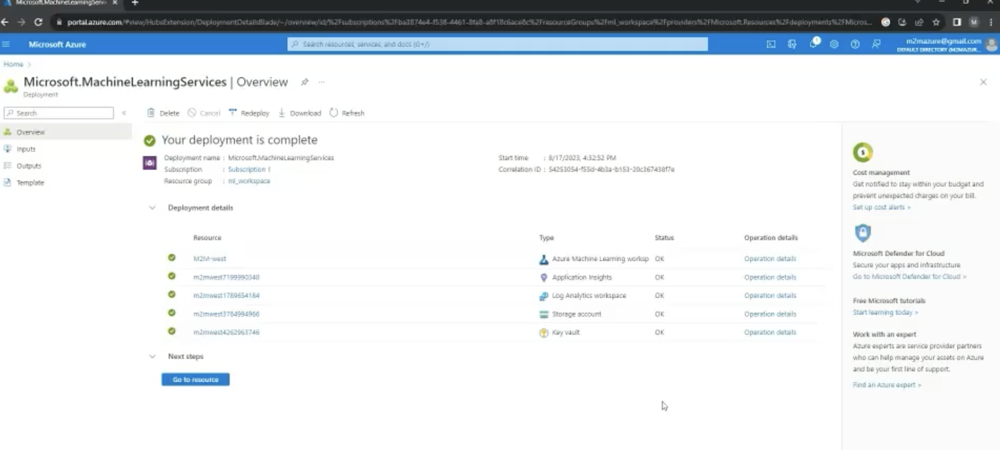 Microsoft.MachineLearningServi
portal.azure.com/#view/HubsExtension/DeploymentDetailsBlade/~/overview/id/%2Fsubscriptions%2Fba3874e4-f538-4461-8fa8-a8f18c6ace8c%2FresourceGroups%2Fml_workspace%2Fproviders%2FMicrosoft.Resources%2Fdeployments%2FMicros...
M
Microsoft Azure
Search resources, services, and docs (G+/)
1
m2mazure@gmail.com
DEFAULT DIRECTORY (M2MAZUR...
Home
Microsoft.MachineLearningServices | Overview
...
Deployment
Search
«
Delete
Cancel
Redeploy
Download
Refresh
Overview
Inputs
Outputs
Template
Your deployment is complete
Deployment name : Microsoft.MachineLearningServices
Subscription : Subscription 1
Resource group : ml_workspace
Start time : 8/17/2023, 4:32:52 PM
Correlation ID : 54253054-f55d-4b3a-b153-20c367438f7e
Deployment details
Resource Type Status Operation details
M2M-west Azure Machine Learning worksp OK Operation details
m2mwest7199990340 Application Insights OK Operation details
m2mwest1789654184 Log Analytics workspace OK Operation details
m2mwest3764994966 Storage account OK Operation details
m2mwest4262963746 Key vault OK Operation details
Next steps
Go to resource
$
Cost management
Get notified to stay within your budget and
prevent unexpected charges on your bill.
Set up cost alerts >
Microsoft Defender for Cloud
Secure your apps and infrastructure
Go to Microsoft Defender for Cloud >
Free Microsoft tutorials
Start learning today >
Work with an expert
Azure experts are service provider partners
who can help manage your assets on Azure
and be your first line of support.
Find an Azure expert >